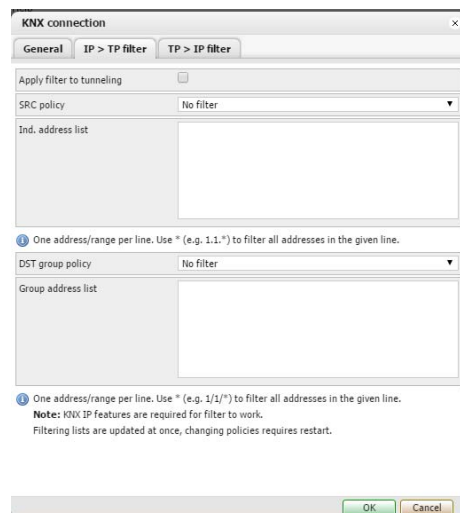 KNX connection
General
IP > TP filter
TP > IP filter
Apply filter to tunneling
SRC policy
No filter
Ind. address list
One address/range per line. Use * (e.g. 1.1.*) to filter all addresses in the given line.
DST group policy
No filter
Group address list
One address/range per line. Use * (e.g. 1/1/*) to filter all addresses in the given line.
Note: KNX IP features are required for filter to work.
Filtering lists are updated at once, changing policies requires restart.
OK
Cancel